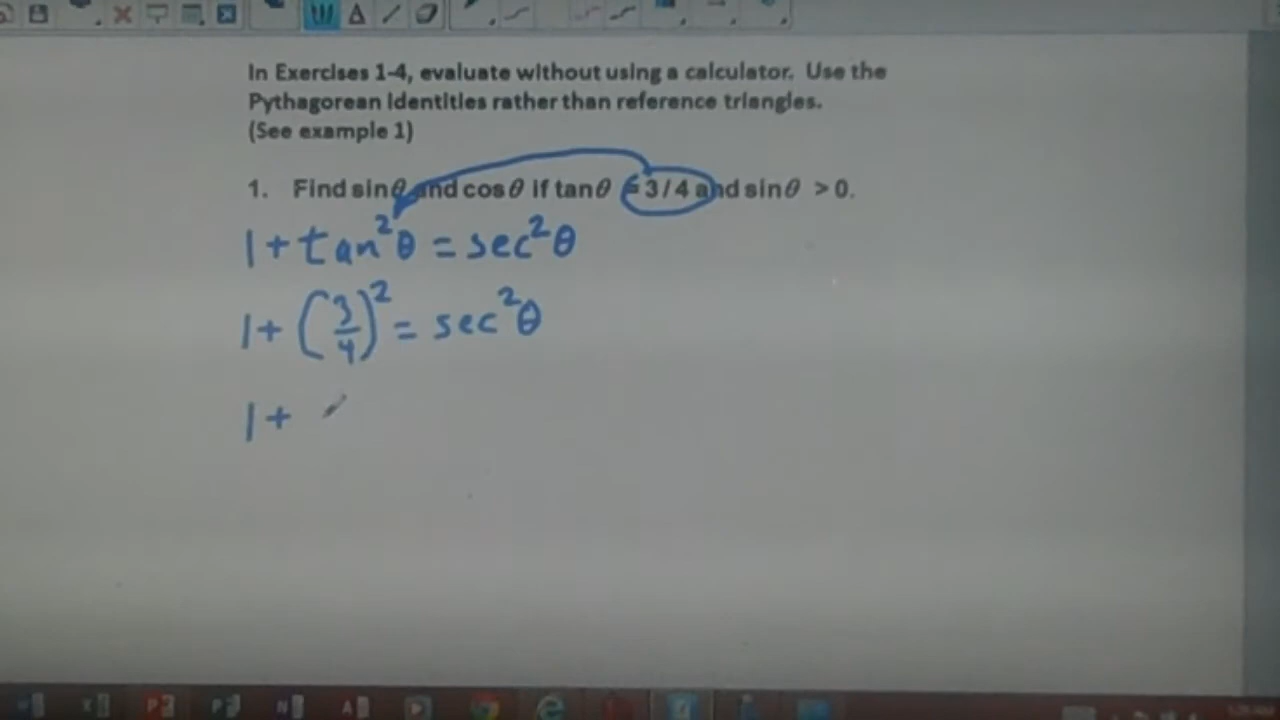 In Exercises 1-4, evaluate without using a calculator. Use the
Pythagorean identities rather than reference triangles.
(See example 1)
1. Find sinθ and cosθ if tanθ = 3/4 and sinθ > 0.
1 + tan²θ = sec²θ
1 + (3/4)² = sec²θ
1 +